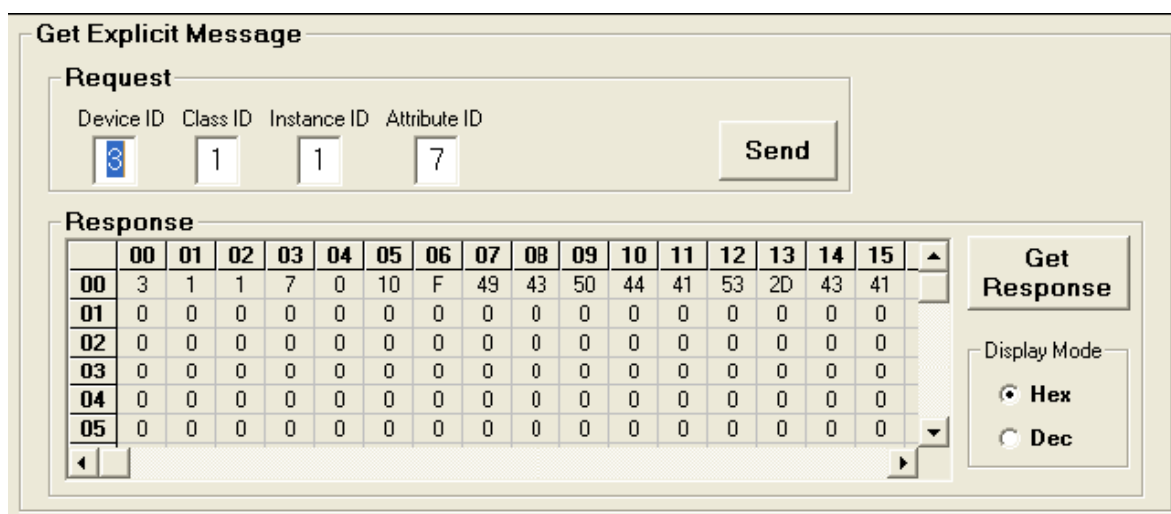 Get Explicit Message
Request
Device ID Class ID Instance ID Attribute ID
3 1 1 7 Send
Response
00 01 02 03 04 05 06 07 08 09 10 11 12 13 14 15
00 3 1 1 7 0 10 F 49 43 50 44 41 53 2D 43 41
01 0 0 0 0 0 0 0 0 0 0 0 0 0 0 0 0
02 0 0 0 0 0 0 0 0 0 0 0 0 0 0 0 0
03 0 0 0 0 0 0 0 0 0 0 0 0 0 0 0 0
04 0 0 0 0 0 0 0 0 0 0 0 0 0 0 0 0
05 0 0 0 0 0 0 0 0 0 0 0 0 0 0 0 0
Get
Response
Display Mode
Hex
Dec